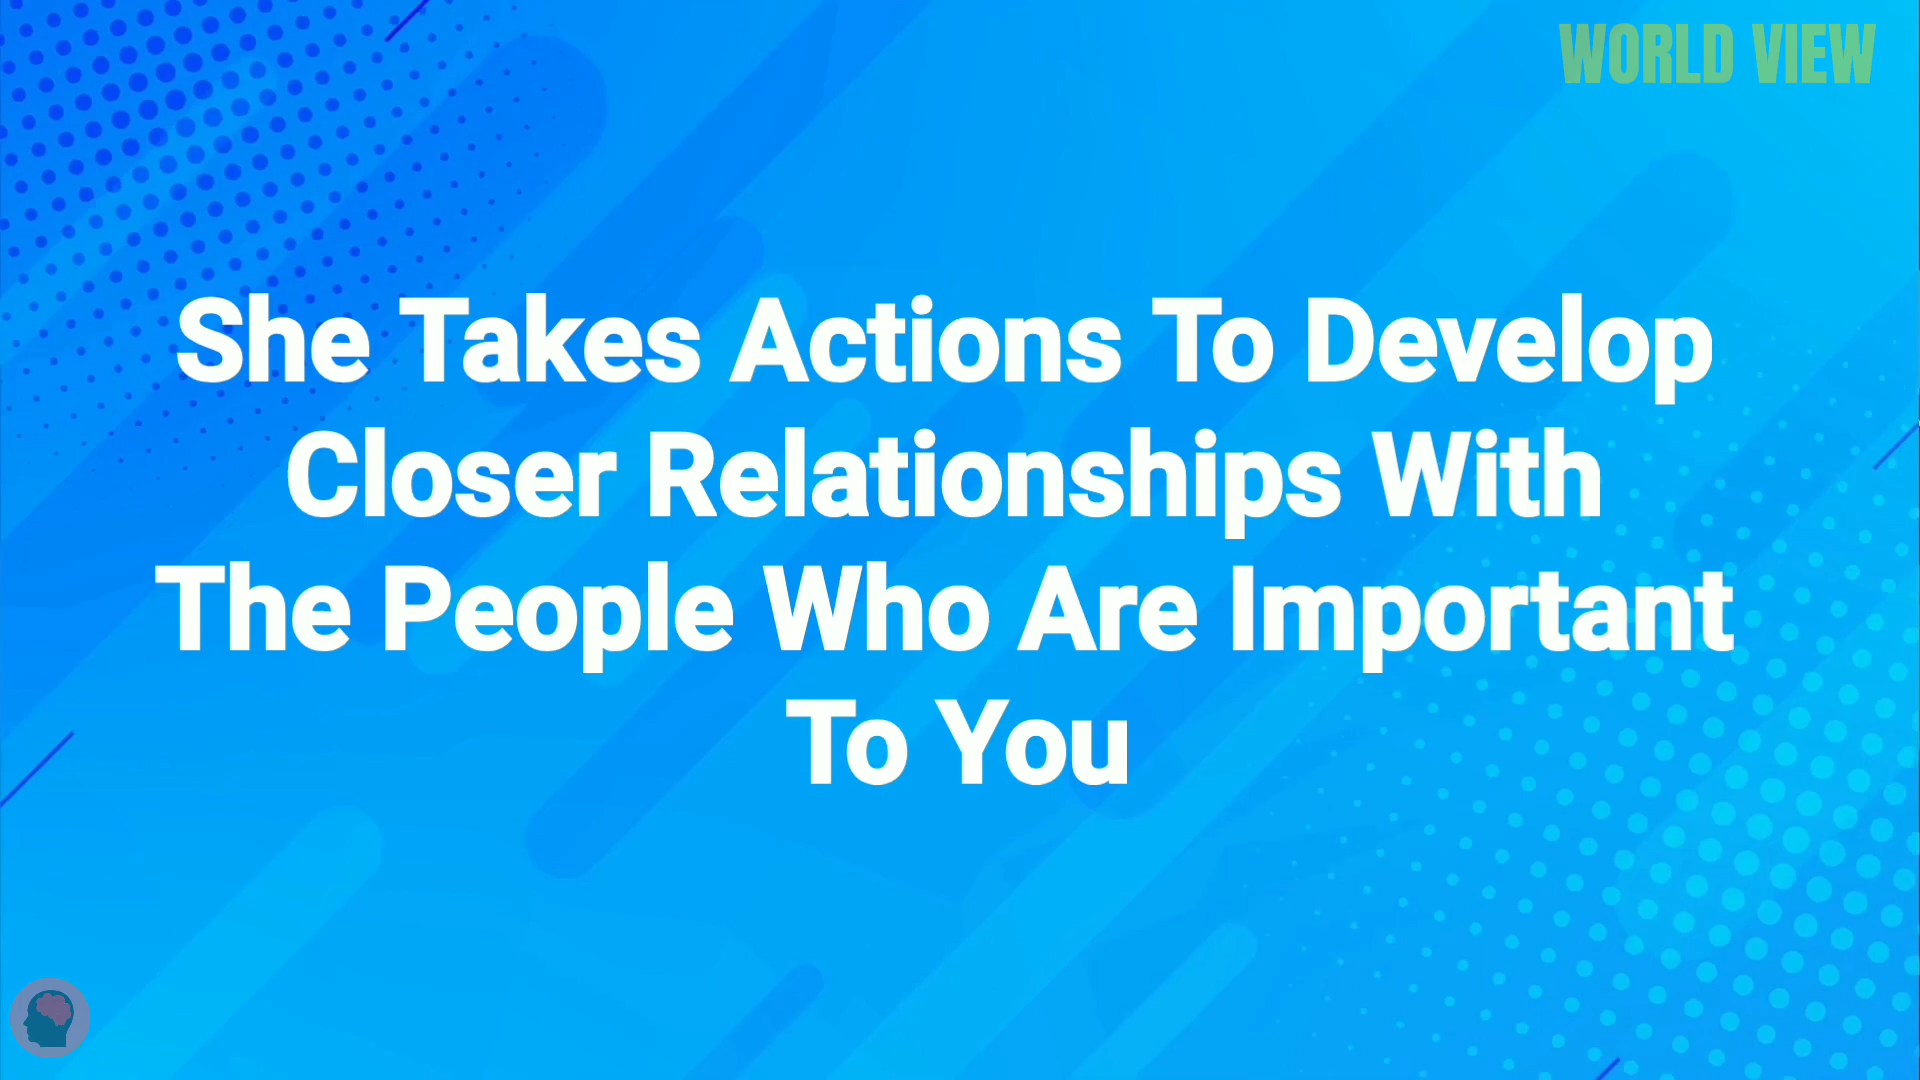 WORLD VIEW
She Takes Actions To Develop
Closer Relationships With
The People Who Are Important
To You